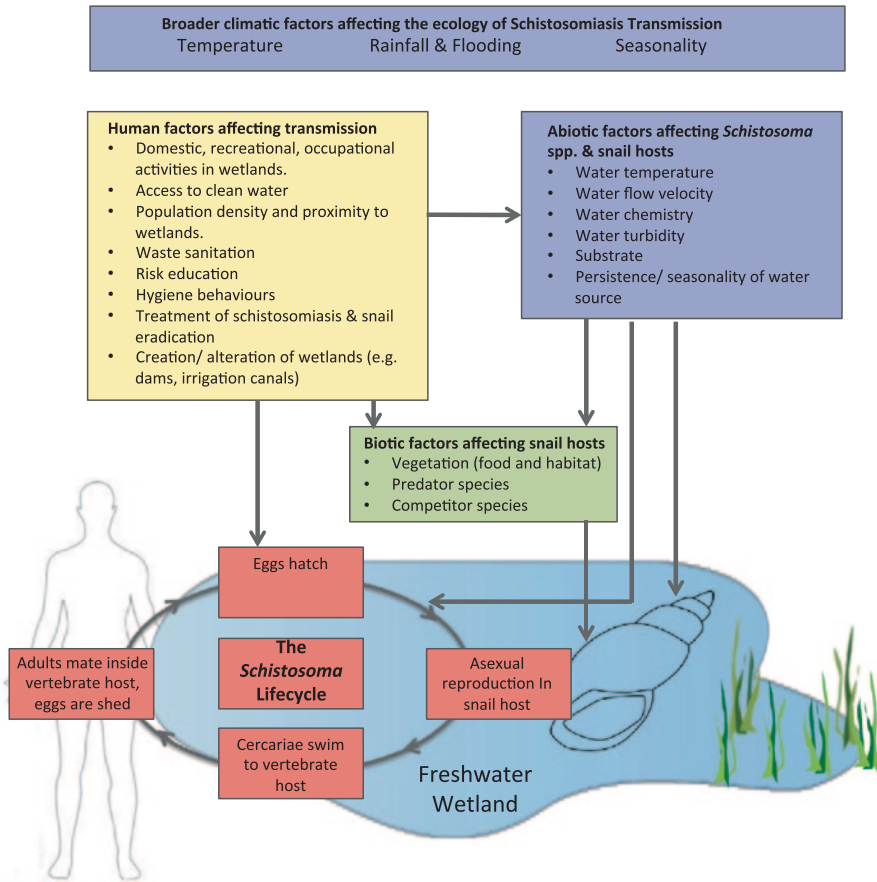 Broader climatic factors affecting the ecology of Schistosomiasis Transmission
Temperature Rainfall & Flooding Seasonality
Human factors affecting transmission
• Domestic, recreational, occupational
activities in wetlands.
• Access to clean water
• Population density and proximity to
wetlands.
• Waste sanitation
• Risk education
• Hygiene behaviours
• Treatment of schistosomiasis & snail
eradication
• Creation/ alteration of wetlands (e.g.
dams, irrigation canals)
Abiotic factors affecting Schistosoma
spp. & snail hosts
• Water temperature
• Water flow velocity
• Water chemistry
• Water turbidity
• Substrate
• Persistence/ seasonality of water
source
Biotic factors affecting snail hosts
• Vegetation (food and habitat)
• Predator species
• Competitor species
Eggs hatch
The
Schistosoma
Lifecycle
Adults mate inside
vertebrate host,
eggs are shed
Asexual
reproduction In
snail host
Cercariae swim
to vertebrate
host
Freshwater
Wetland